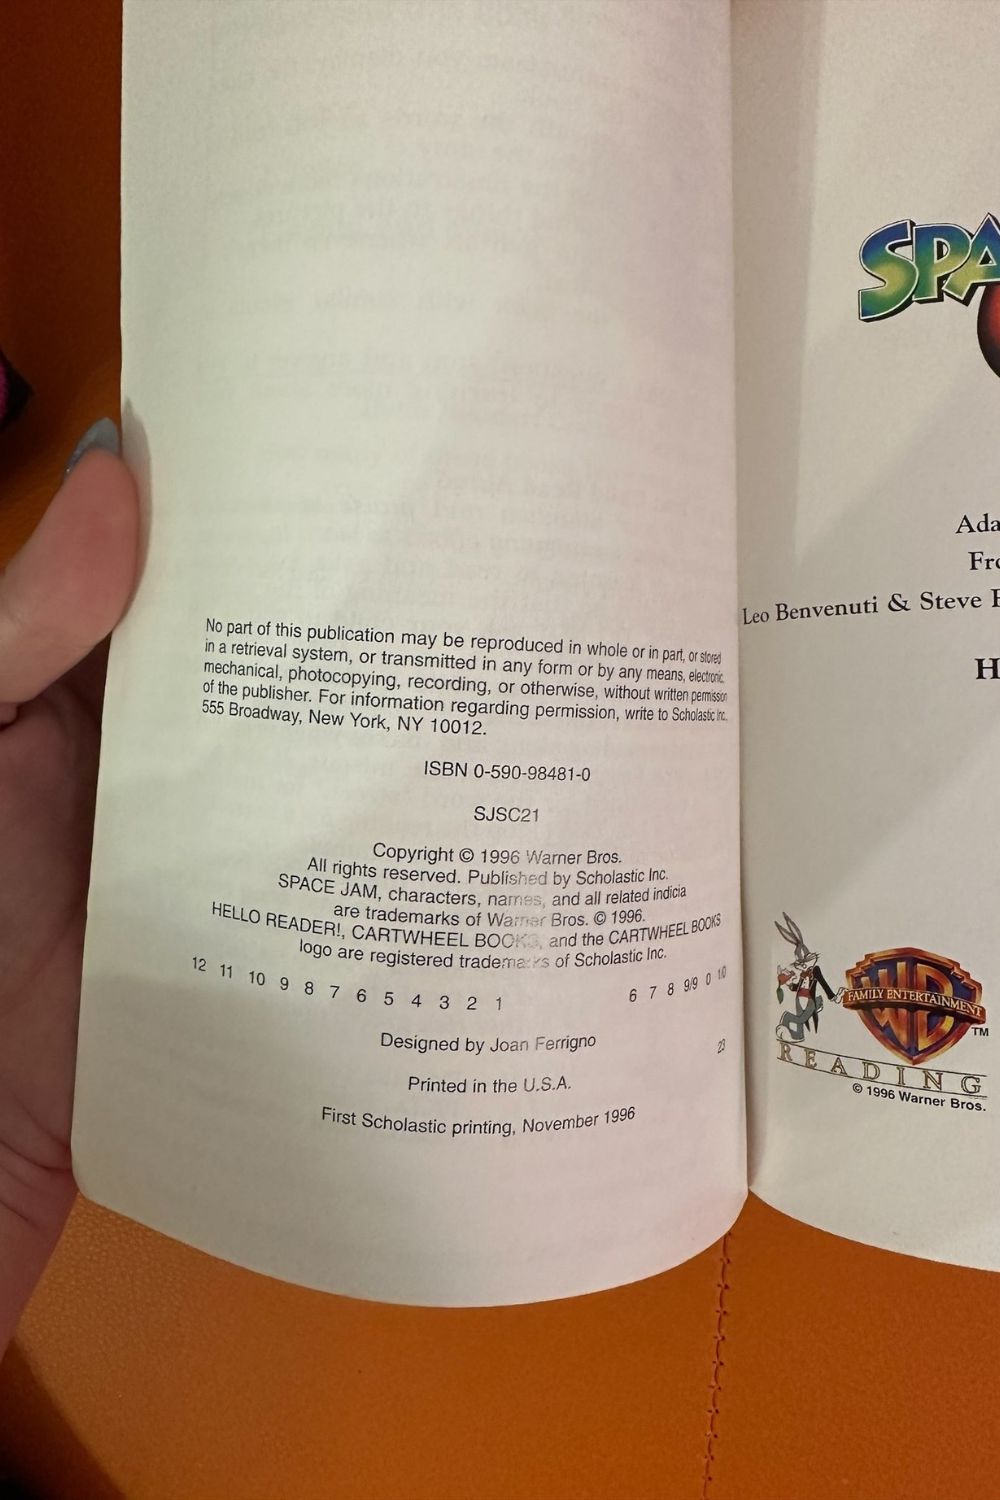 No part of this publication may be reproduced in whole or in part, or stored
in a retrieval system, or transmitted in any form or by any means, electronic,
mechanical, photocopying, recording, or otherwise, without written permission
of the publisher. For information regarding permission, write to Scholastic Inc.
555 Broadway, New York, NY 10012.
ISBN 0-590-98481-0
SJSC21
Copyright © 1996 Warner Bros.
All rights reserved. Published by Scholastic Inc.
SPACE JAM, characters, names, and all related indicia
are trademarks of Warner Bros. © 1996.
HELLO READER!, CARTWHEEL BOOKS, and the CARTWHEEL BOOKS
logo are registered trademarks of Scholastic Inc.
12 11 10 9 8 7 6 5 4 3 2 1 6 7 8 9/9 0 1/0
Designed by Joan Ferrigno 23
Printed in the U.S.A.
First Scholastic printing, November 1996
SPA
Ada
Fro
Leo Benvenuti & Steve
H
WB
FAMILY ENTERTAINMENT
TM
READING
© 1996 Warner Bros.